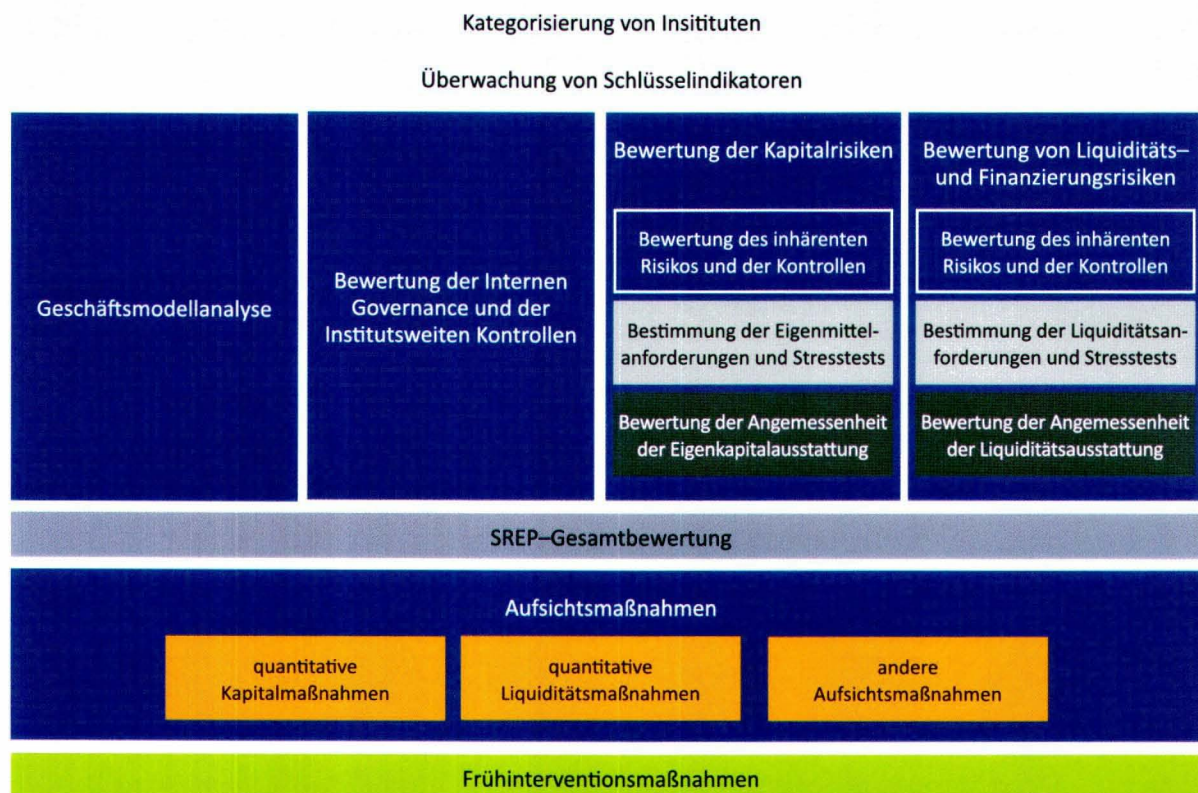 Kategorisierung von Insitituten
Überwachung von Schlüsselindikatoren
Geschäftsmodellanalyse
Bewertung der Internen
Governance und der
Institutsweiten Kontrollen
Bewertung der Kapitalrisiken
Bewertung des inhärenten
Risikos und der Kontrollen
Bestimmung der Eigenmittel-
anforderungen und Stresstests
Bewertung der Angemessenheit
der Eigenkapitalausstattung
Bewertung von Liquiditäts–
und Finanzierungsrisiken
Bewertung des inhärenten
Risikos und der Kontrollen
Bestimmung der Liquiditätsan-
forderungen und Stresstests
Bewertung der Angemessenheit
der Liquiditätsausstattung
SREP–Gesamtbewertung
Aufsichtsmaßnahmen
quantitative
Kapitalmaßnahmen
quantitative
Liquiditätsmaßnahmen
andere
Aufsichtsmaßnahmen
Frühinterventionsmaßnahmen